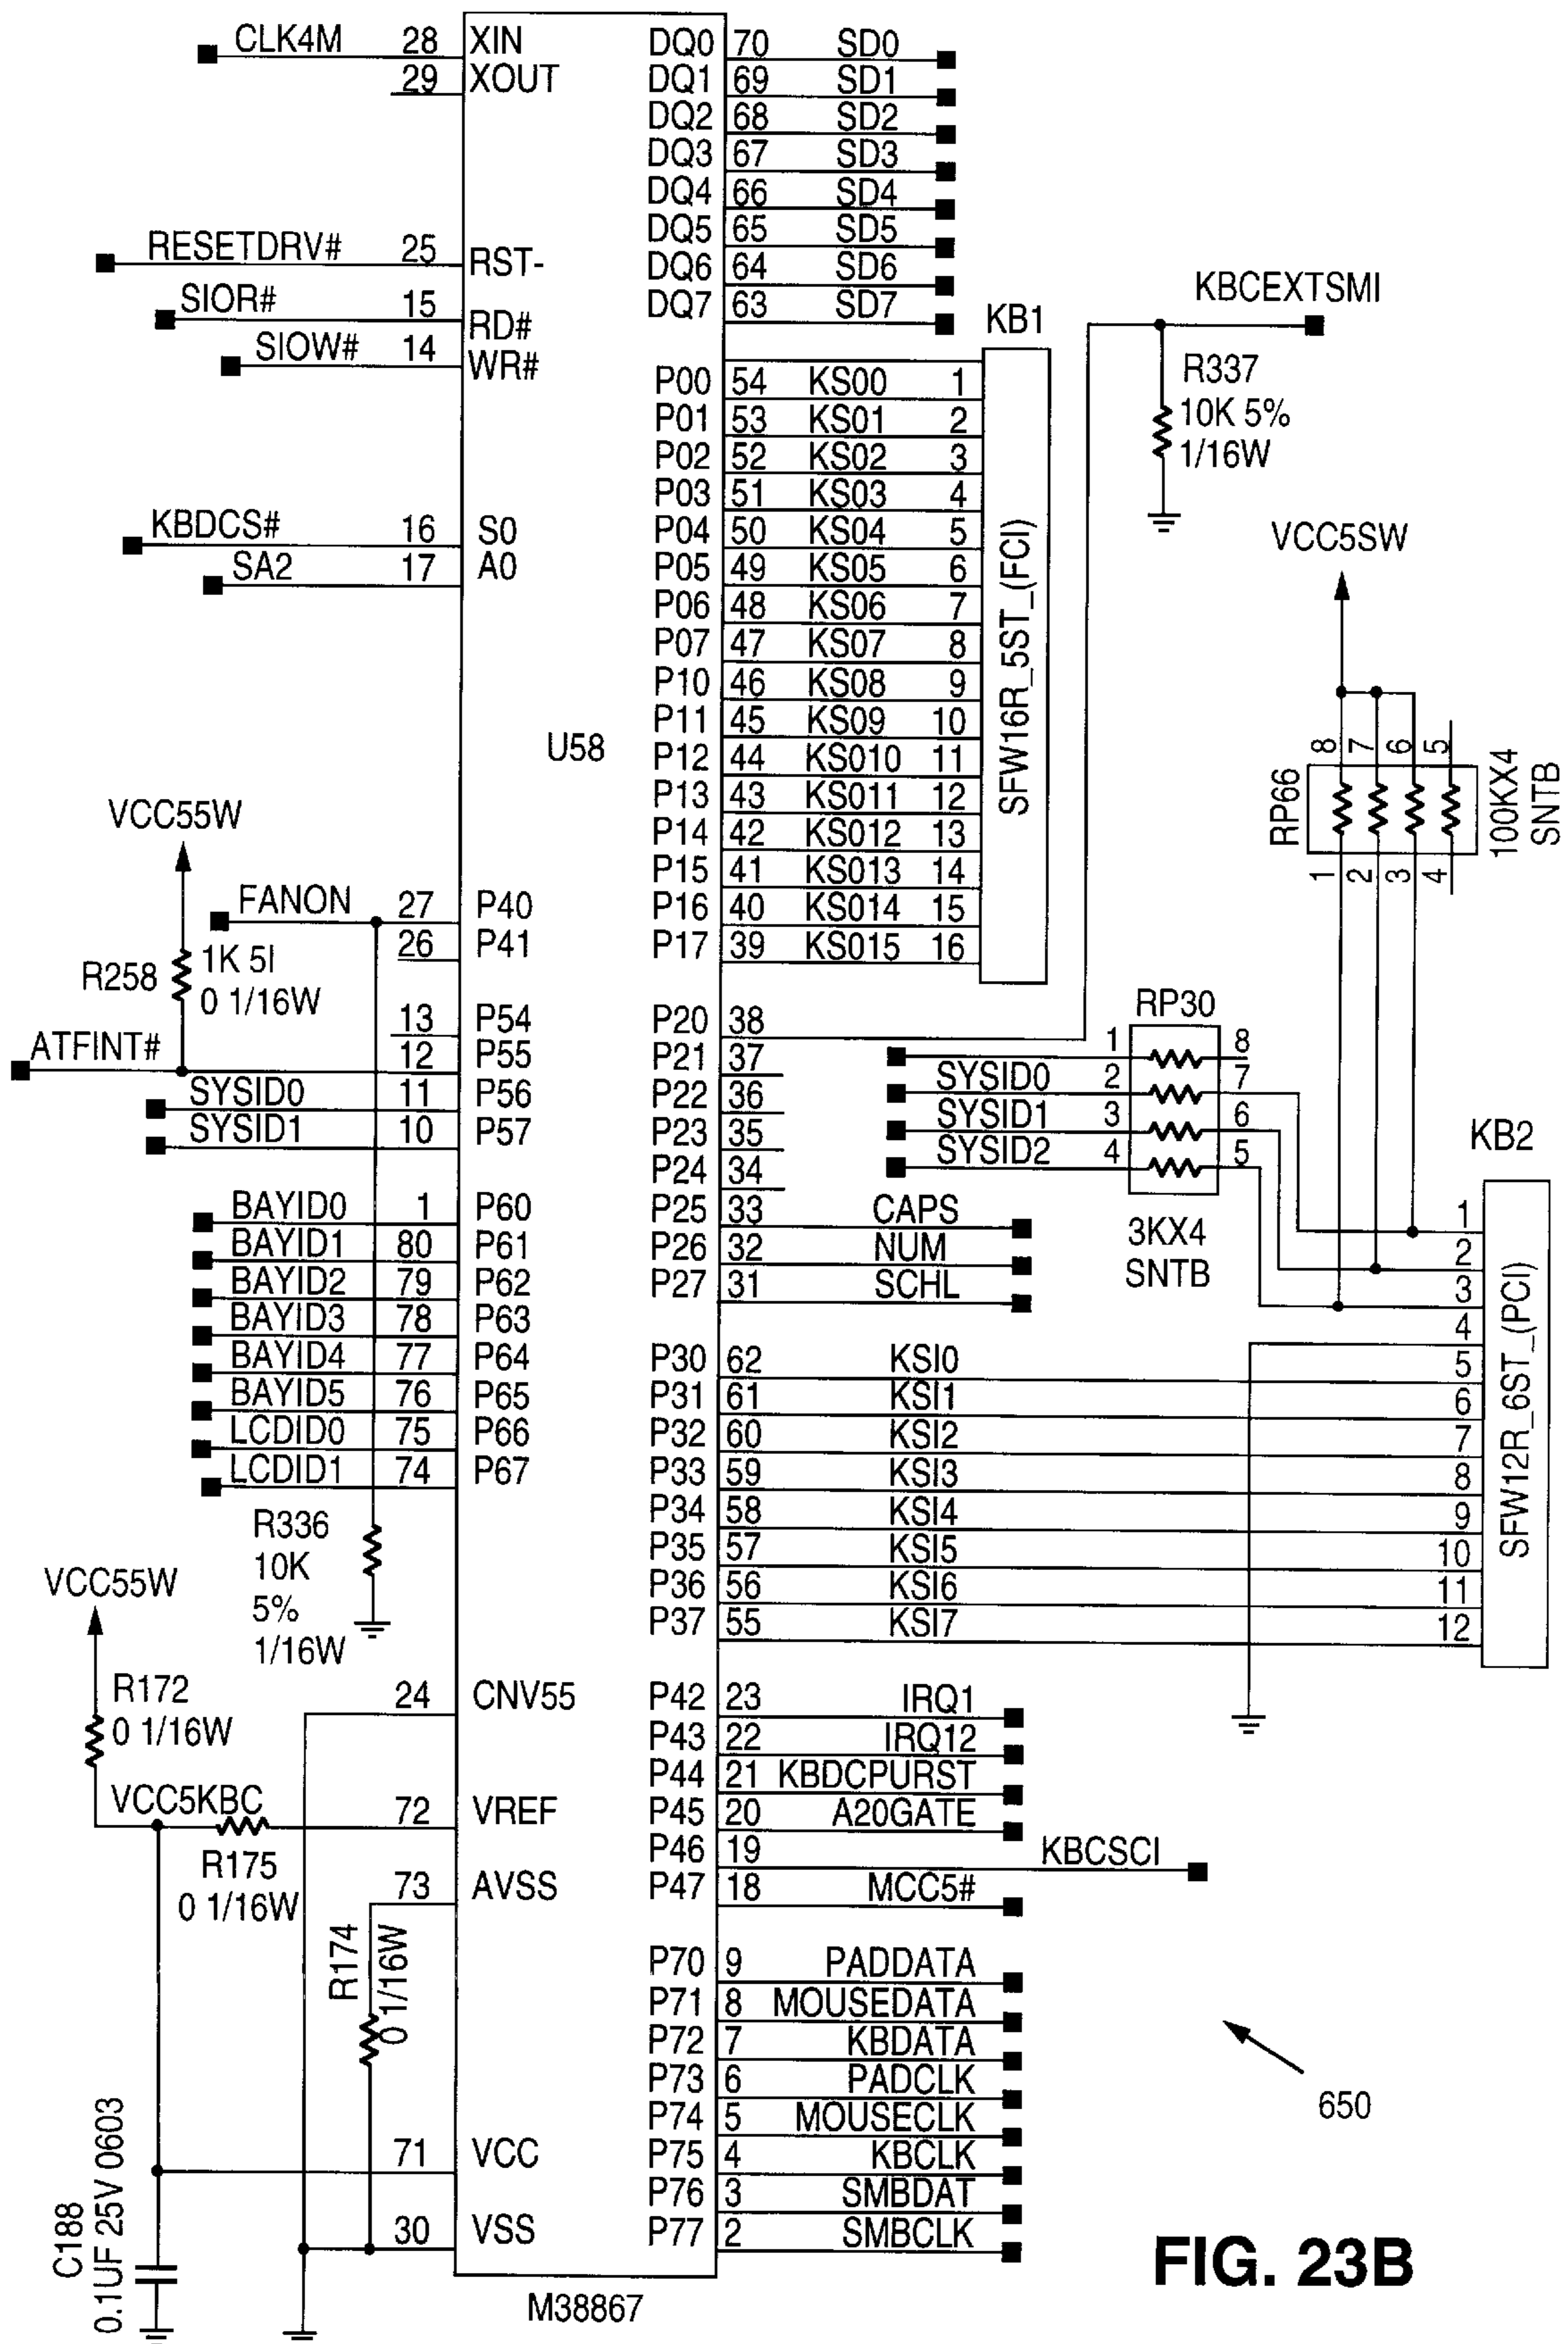 CLK4M 28 XIN
29 XOUT
RESETDRV# 25 RST-
SIOR# 15 RD#
SIOW# 14 WR#
KBDCS# 16 S0
SA2 17 A0
U58
VCC55W
FANON 27 P40
26 P41
R258 1K 5I
0 1/16W
13 P54
ATFINT# 12 P55
SYSID0 11 P56
SYSID1 10 P57
BAYID0 1 P60
BAYID1 80 P61
BAYID2 79 P62
BAYID3 78 P63
BAYID4 77 P64
BAYID5 76 P65
LCDID0 75 P66
LCDID1 74 P67
R336
10K
5%
1/16W
VCC55W
R172
0 1/16W
24 CNV55
VCC5KBC 72 VREF
R175
0 1/16W
73 AVSS
R174
0 1/16W
71 VCC
30 VSS
C188
0.1UF 25V 0603
M38867
DQ0 70 SD0
DQ1 69 SD1
DQ2 68 SD2
DQ3 67 SD3
DQ4 66 SD4
DQ5 65 SD5
DQ6 64 SD6
DQ7 63 SD7
KB1
P00 54 KS00 1
P01 53 KS01 2
P02 52 KS02 3
P03 51 KS03 4
P04 50 KS04 5
P05 49 KS05 6
P06 48 KS06 7
P07 47 KS07 8
P10 46 KS08 9
P11 45 KS09 10
P12 44 KS010 11
P13 43 KS011 12
P14 42 KS012 13
P15 41 KS013 14
P16 40 KS014 15
P17 39 KS015 16
SFW16R_5ST_(FCI)
KBCEXTSMI
R337
10K 5%
1/16W
VCC5SW
8 7 6 5
RP66
100KX4
SNTB
1 2 3 4
P20 38
P21 37
P22 36
P23 35
P24 34
P25 33 CAPS
P26 32 NUM
P27 31 SCHL
RP30
1 8
SYSID0 2 7
SYSID1 3 6
SYSID2 4 5
3KX4
SNTB
KB2
1
2
3
4
P30 62 KSI0 5
P31 61 KSI1 6
P32 60 KSI2 7
P33 59 KSI3 8
P34 58 KSI4 9
P35 57 KSI5 10
P36 56 KSI6 11
P37 55 KSI7 12
SFW12R_6ST_(PCI)
P42 23 IRQ1
P43 22 IRQ12
P44 21 KBDCPURST
P45 20 A20GATE
P46 19 KBCSCI
P47 18 MCC5#
P70 9 PADDATA
P71 8 MOUSEDATA
P72 7 KBDATA
P73 6 PADCLK
P74 5 MOUSECLK
P75 4 KBCLK
P76 3 SMBDAT
P77 2 SMBCLK
650
FIG. 23B